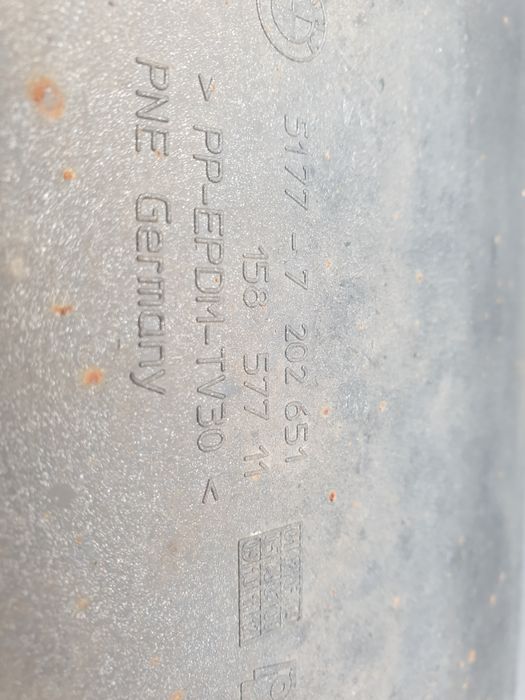 5177 - 7 202 651
158 577 11
> PP-EPDM-TV30 <
PNE Germany